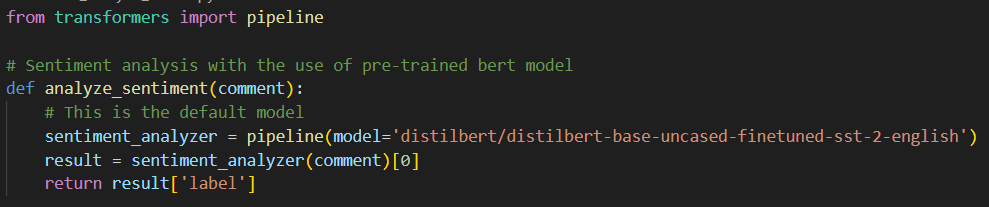 from transformers import pipeline
# Sentiment analysis with the use of pre-trained bert model
def analyze_sentiment(comment):
    # This is the default model
    sentiment_analyzer = pipeline(model='distilbert/distilbert-base-uncased-finetuned-sst-2-english')
    result = sentiment_analyzer(comment)[0]
    return result['label']